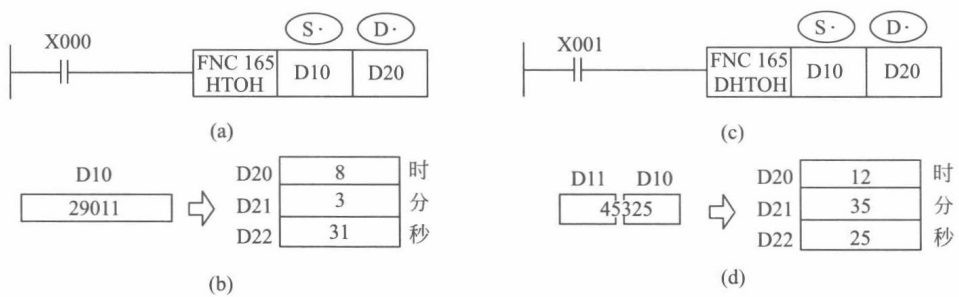 X000
S· D·
FNC 165
HTOH
D10
D20
(a)
X001
S· D·
FNC 165
DHTOH
D10
D20
(c)
D10
29011
D20 8 时
D21 3 分
D22 31 秒
(b)
D11 D10
45325
D20 12 时
D21 35 分
D22 25 秒
(d)